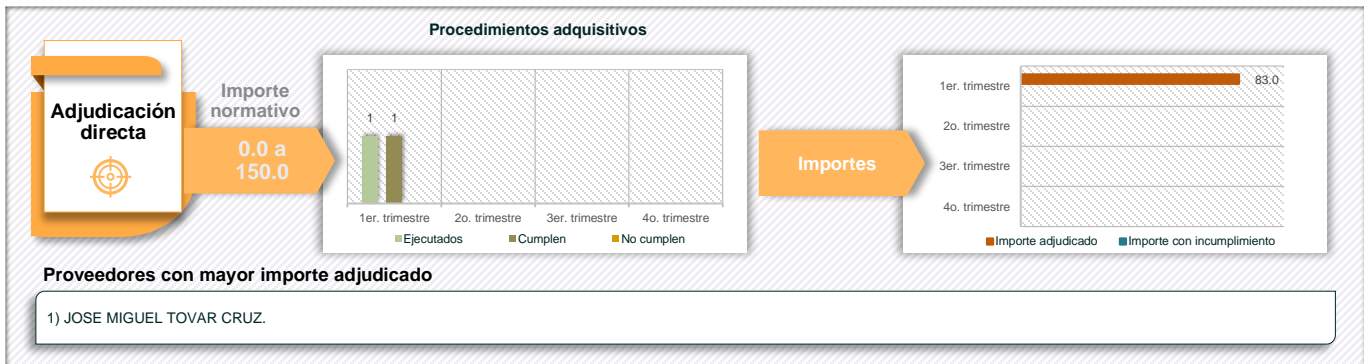 Procedimientos adquisitivos
Adjudicación
directa
Importe
normativo
0.0 a
150.0
1 1
1er. trimestre 2o. trimestre 3er. trimestre 4o. trimestre
Ejecutados Cumplen No cumplen
Importes
1er. trimestre 83.0
2o. trimestre
3er. trimestre
4o. trimestre
Importe adjudicado Importe con incumplimiento
Proveedores con mayor importe adjudicado
1) JOSE MIGUEL TOVAR CRUZ.